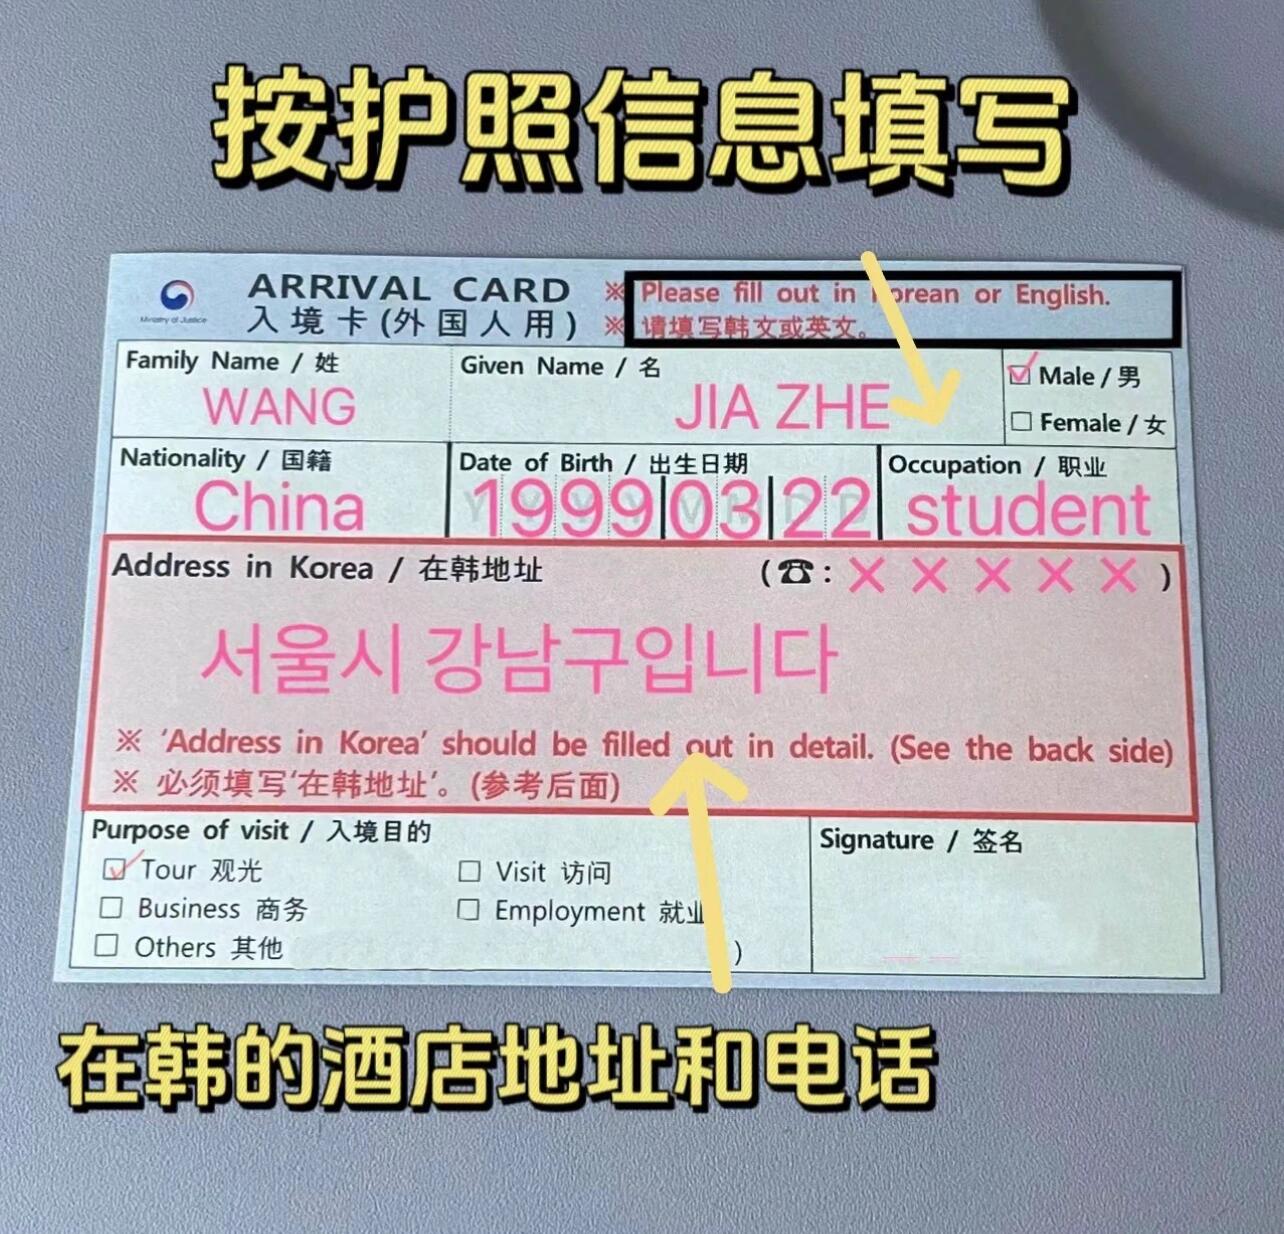 按护照信息填写
Ministry of Justice
ARRIVAL CARD
入境卡(外国人用)
※ Please fill out in Korean or English.
※ 请填写韩文或英文。
Family Name / 姓
WANG
Given Name / 名
JIA ZHE
Male / 男
Female / 女
Nationality / 国籍
China
Date of Birth / 出生日期
1999 03 22
Occupation / 职业
student
Address in Korea / 在韩地址
(☎: ×××××)
서울시 강남구입니다
※ 'Address in Korea' should be filled out in detail. (See the back side)
※ 必须填写'在韩地址'。(参考后面)
Purpose of visit / 入境目的
Tour 观光
Visit 访问
Business 商务
Employment 就业
Others 其他 )
Signature / 签名
在韩的酒店地址和电话